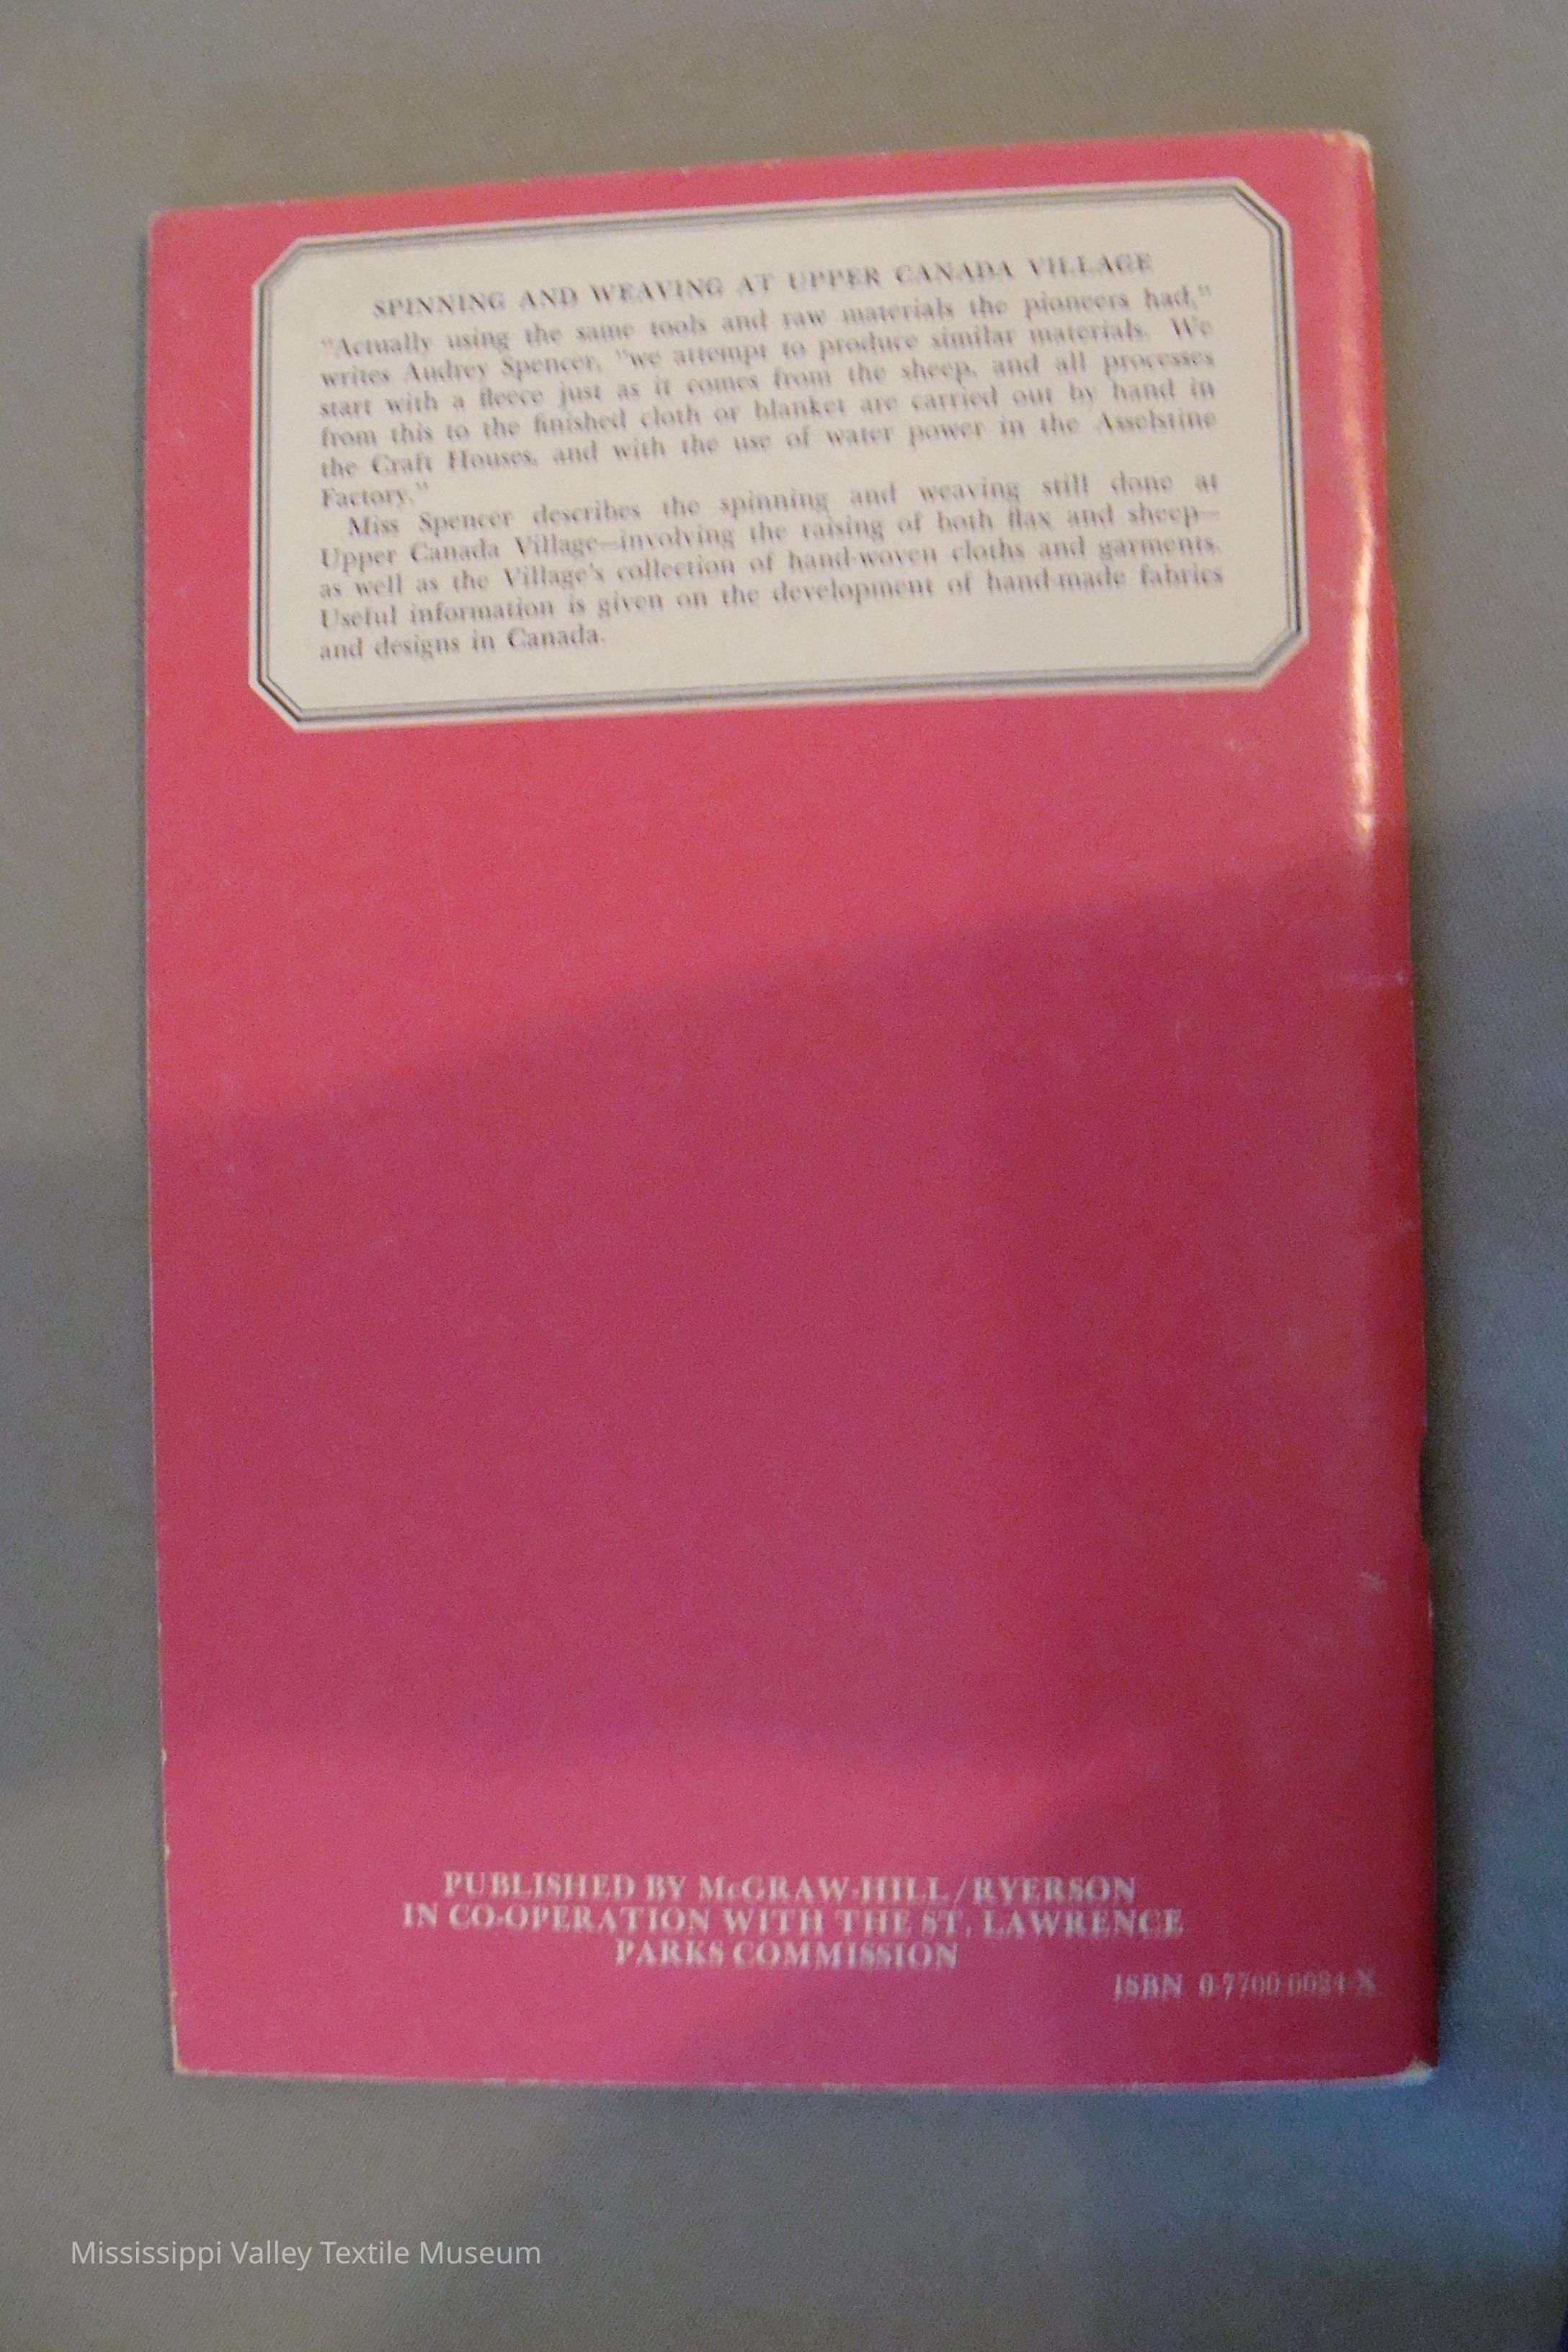 SPINNING AND WEAVING AT UPPER CANADA VILLAGE
"Actually using the same tools and raw materials the pioneers had,"
writes Audrey Spencer, "we attempt to produce similar materials. We
start with a fleece just as it comes from the sheep, and all processes
from this to the finished cloth or blanket are carried out by hand in
the Craft Houses, and with the use of water power in the Asselstine
Factory."
Miss Spencer describes the spinning and weaving still done at
Upper Canada Village—involving the raising of both flax and sheep—
as well as the Village's collection of hand-woven cloths and garments.
Useful information is given on the development of hand-made fabrics
and designs in Canada.
PUBLISHED BY McGRAW-HILL/RYERSON
IN CO-OPERATION WITH THE ST. LAWRENCE
PARKS COMMISSION
ISBN
Mississippi Valley Textile Museum